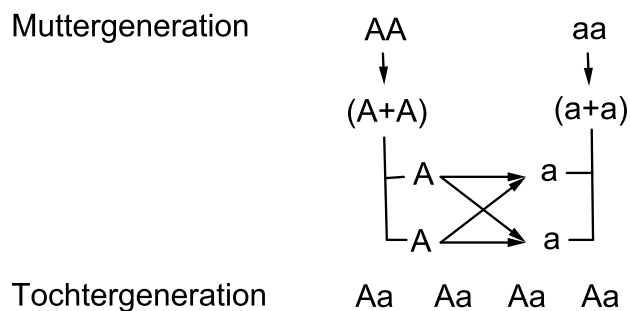 Muttergeneration AA aa
(A+A) (a+a)
A a
A a
Tochtergeneration Aa Aa Aa Aa